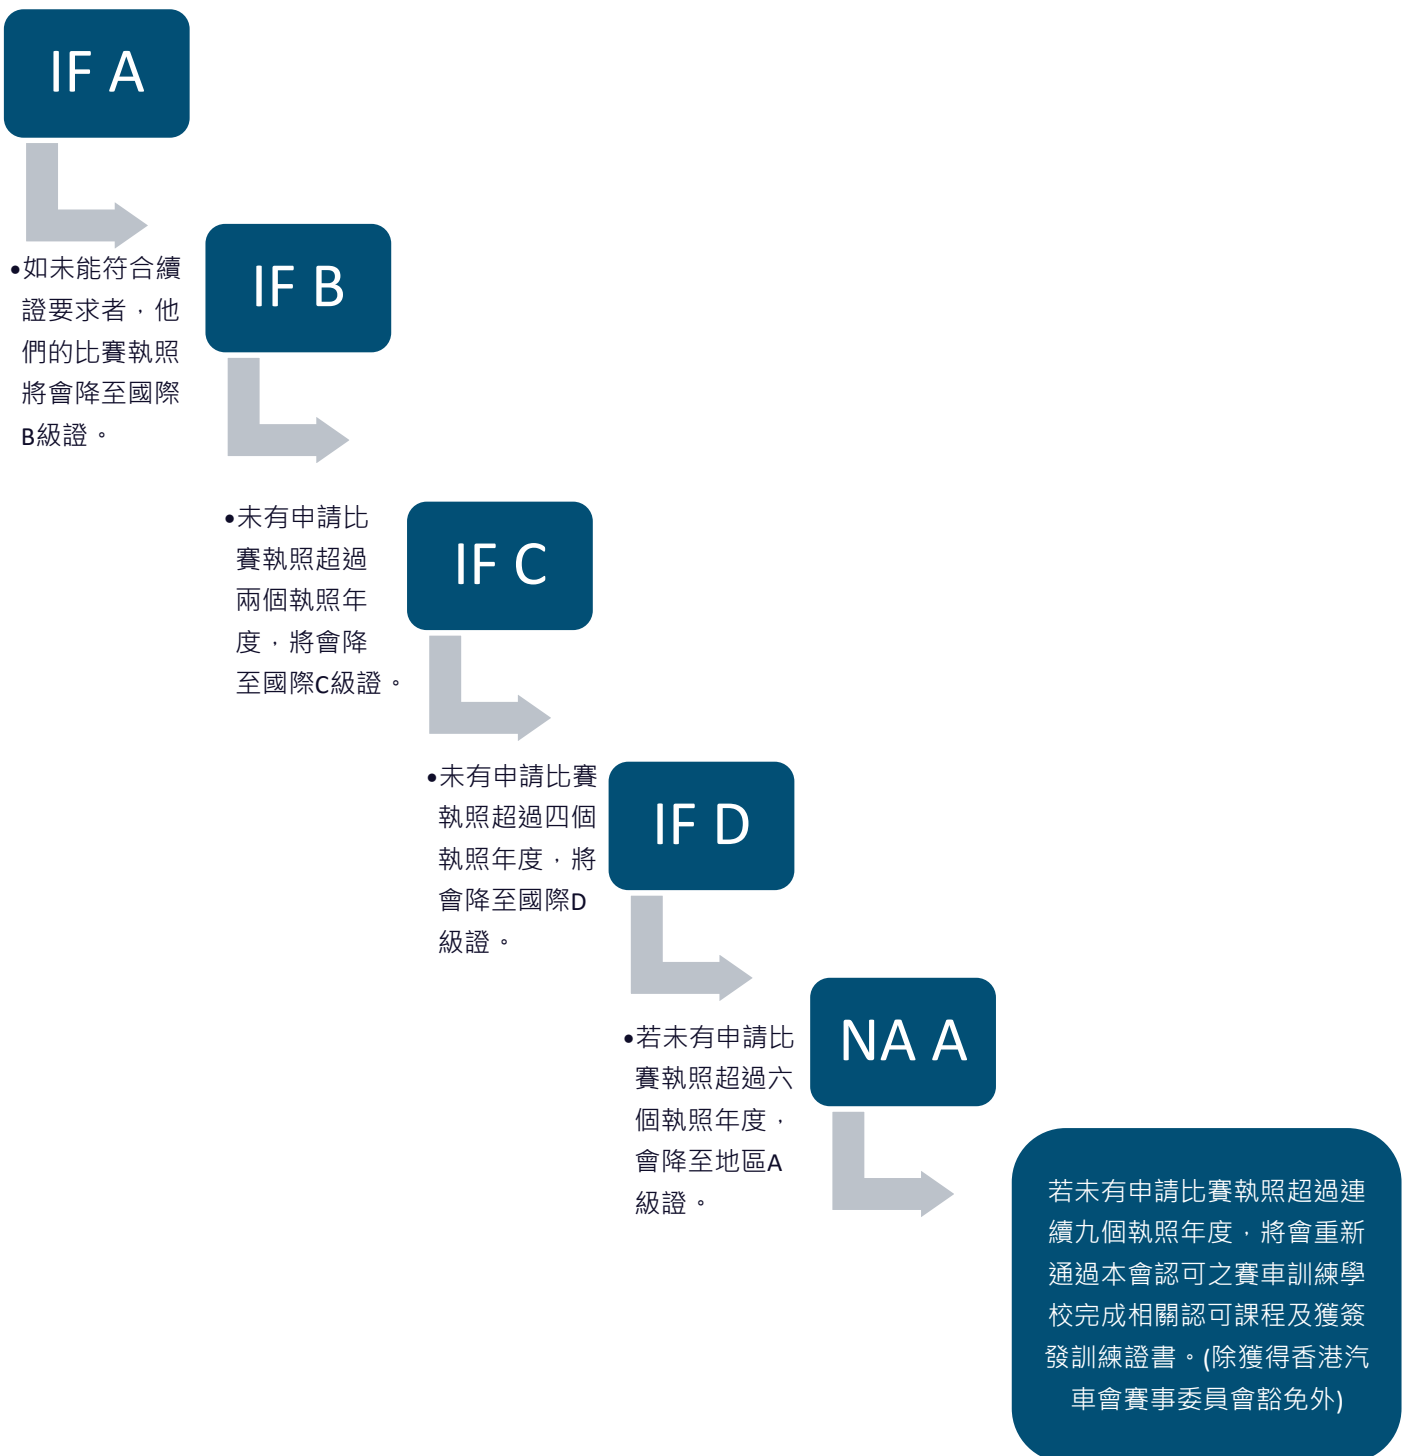 IF A
•如未能符合續
證要求者，他
們的比賽執照
將會降至國際
B級證。
IF B
•未有申請比
賽執照超過
兩個執照年
度，將會降
至國際C級證。
IF C
•未有申請比賽
執照超過四個
執照年度，將
會降至國際D
級證。
IF D
•若未有申請比
賽執照超過六
個執照年度，
會降至地區A
級證。
NA A
若未有申請比賽執照超過連
續九個執照年度，將會重新
通過本會認可之賽車訓練學
校完成相關認可課程及獲簽
發訓練證書。(除獲得香港汽
車會賽事委員會豁免外)